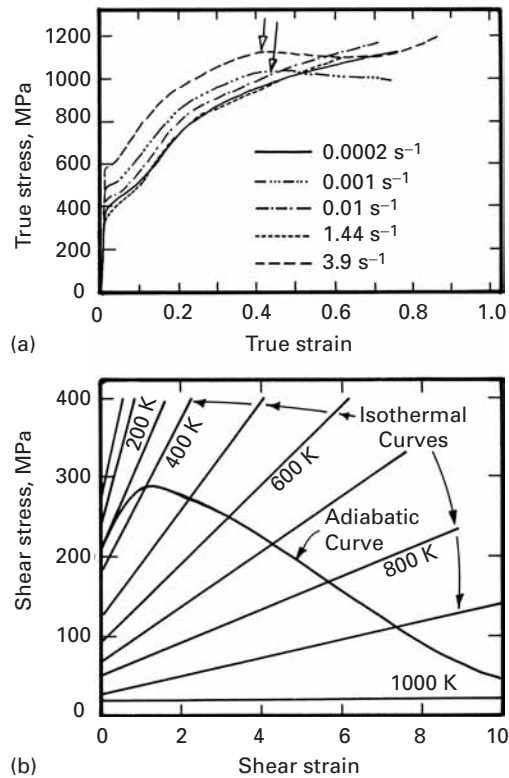 1200
1000
800
600
400
200
0
True stress, MPa
0.0002 s⁻¹
0.001 s⁻¹
0.01 s⁻¹
1.44 s⁻¹
3.9 s⁻¹
0 0.2 0.4 0.6 0.8 1.0
True strain
(a)
400
300
200
100
0
Shear stress, MPa
200 K
400 K
600 K
Isothermal
Curves
Adiabatic
Curve
800 K
1000 K
0 2 4 6 8 10
Shear strain
(b)